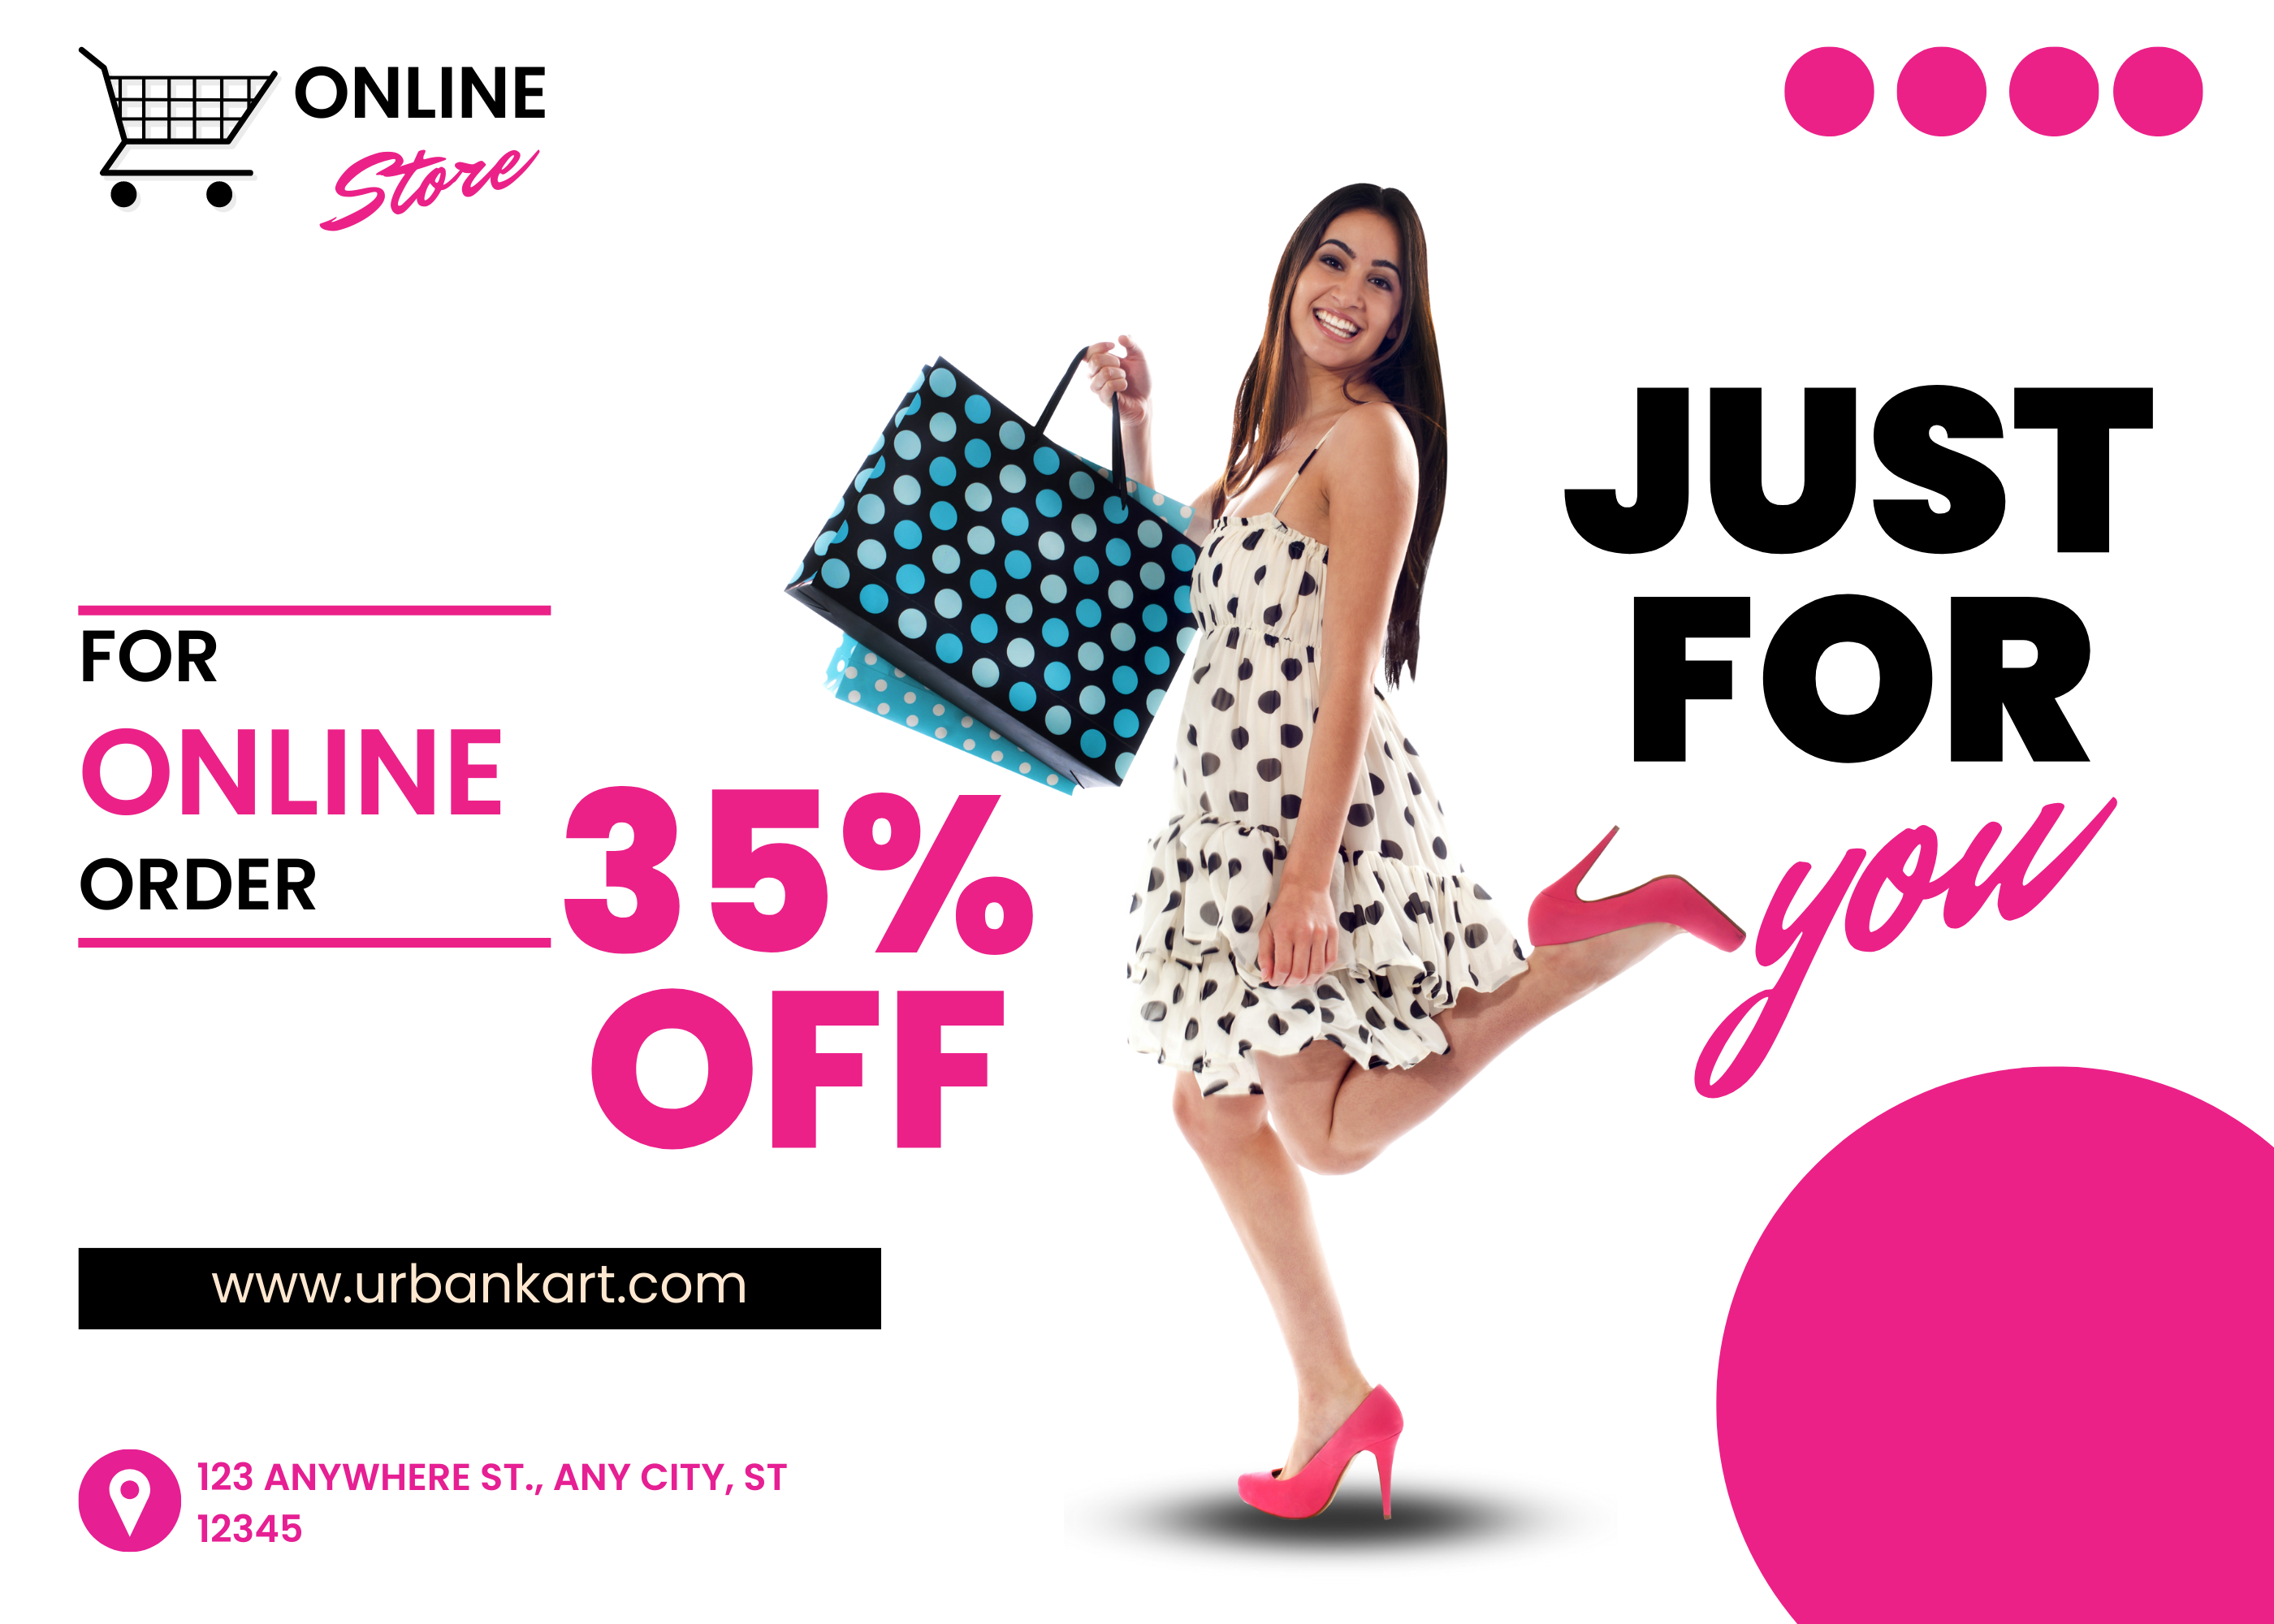 ONLINE
Store
JUST
FOR
you
FOR
ONLINE
ORDER
35%
OFF
www.urbankart.com
123 ANYWHERE ST., ANY CITY, ST
12345